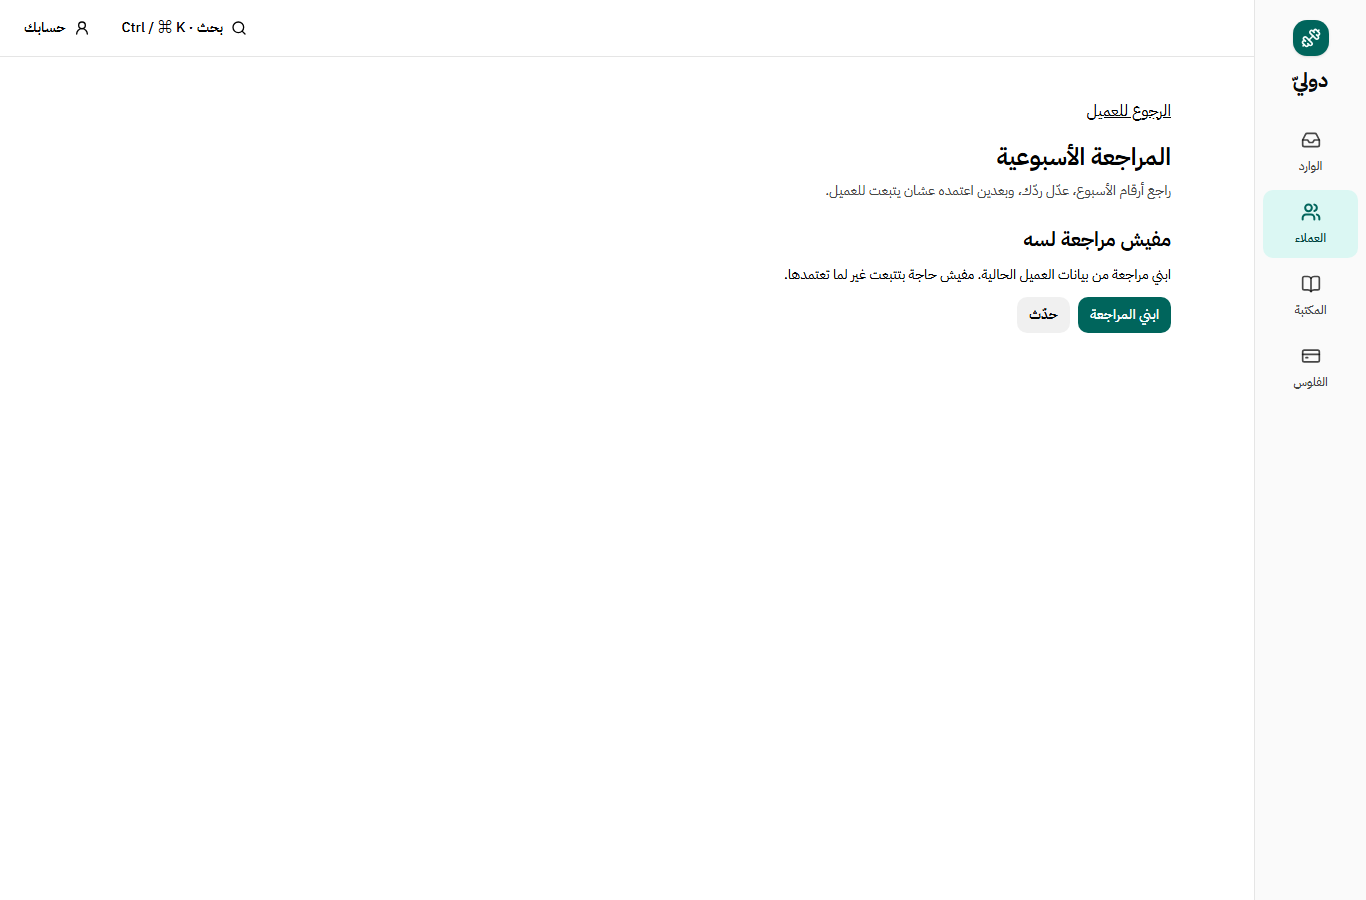 دوليّ
الوارد
العملاء
المكتبة
الفلوس
بحث · Ctrl / ⌘ K
حسابك
الرجوع للعميل
المراجعة الأسبوعية
راجع أرقام الأسبوع، عدّل ردّك، وبعدين اعتمده عشان يتبعت للعميل.
مفيش مراجعة لسه
ابني مراجعة من بيانات العميل الحالية. مفيش حاجة بتتبعت غير لما تعتمدها.
ابني المراجعة
حدّث